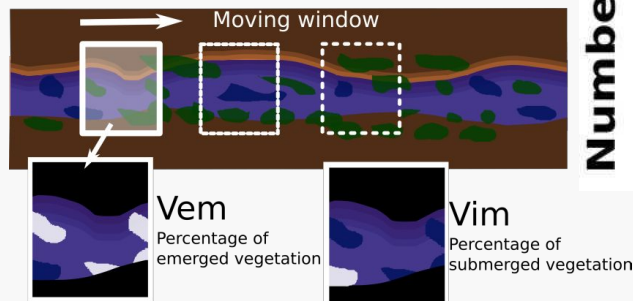 Moving window
Numbe
Vem
Percentage of
emerged vegetation
Vim
Percentage of
submerged vegetation